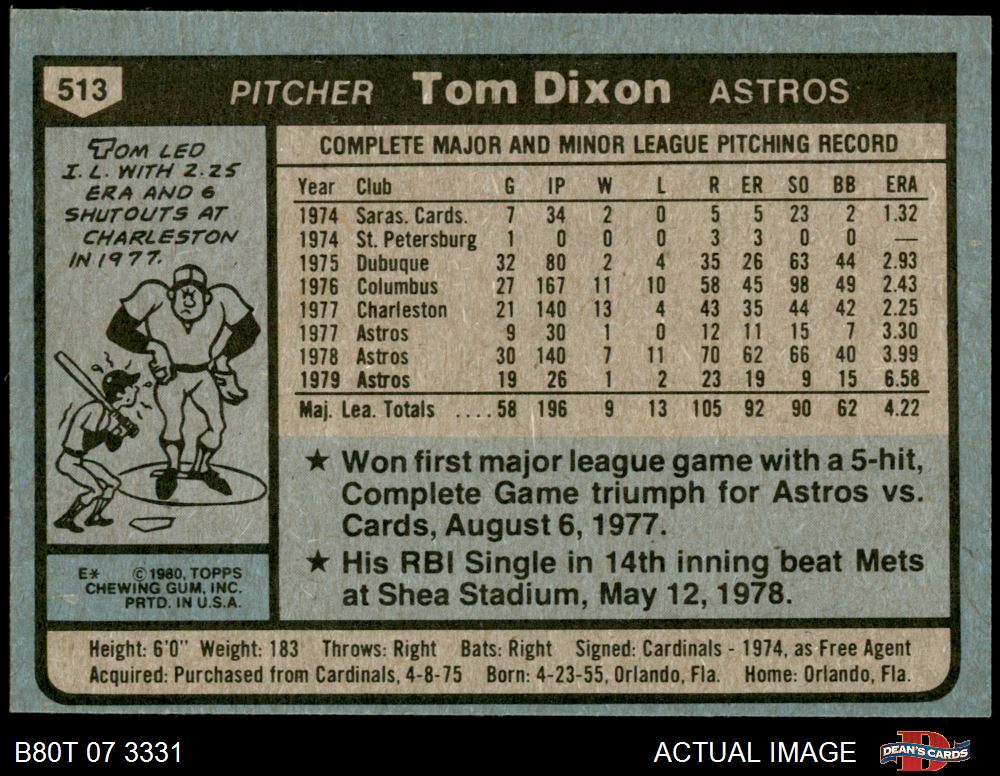 513 PITCHER Tom Dixon ASTROS
TOM LED
I.L. WITH 2.25
ERA AND 6
SHUTOUTS AT
CHARLESTON
IN 1977.
E* © 1980, TOPPS
CHEWING GUM, INC.
PRTD. IN U.S.A.
COMPLETE MAJOR AND MINOR LEAGUE PITCHING RECORD
Year Club G IP W L R ER SO BB ERA
1974 Saras. Cards. 7 34 2 0 5 5 23 2 1.32
1974 St. Petersburg 1 0 0 0 3 3 0 0 —
1975 Dubuque 32 80 2 4 35 26 63 44 2.93
1976 Columbus 27 167 11 10 58 45 98 49 2.43
1977 Charleston 21 140 13 4 43 35 44 42 2.25
1977 Astros 9 30 1 0 12 11 15 7 3.30
1978 Astros 30 140 7 11 70 62 66 40 3.99
1979 Astros 19 26 1 2 23 19 9 15 6.58
Maj. Lea. Totals ....58 196 9 13 105 92 90 62 4.22
★ Won first major league game with a 5-hit,
Complete Game triumph for Astros vs.
Cards, August 6, 1977.
★ His RBI Single in 14th inning beat Mets
at Shea Stadium, May 12, 1978.
Height: 6'0" Weight: 183 Throws: Right Bats: Right Signed: Cardinals - 1974, as Free Agent
Acquired: Purchased from Cardinals, 4-8-75 Born: 4-23-55, Orlando, Fla. Home: Orlando, Fla.
B80T 07 3331 ACTUAL IMAGE D DEAN'S CARDS